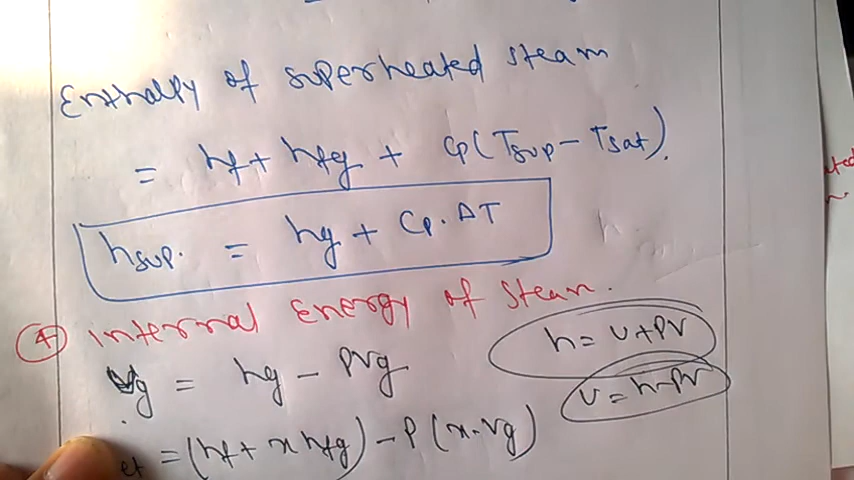 Enthalpy of superheated steam
= hf + hfg + Cp(Tsup - Tsat).
hsup. = hg + Cp. ΔT
4 internal Energy of Steam.
h = u + PV
Ug = hg - PVg
u = h - PV
et = (hf + x hfg) - P (x. Vg)